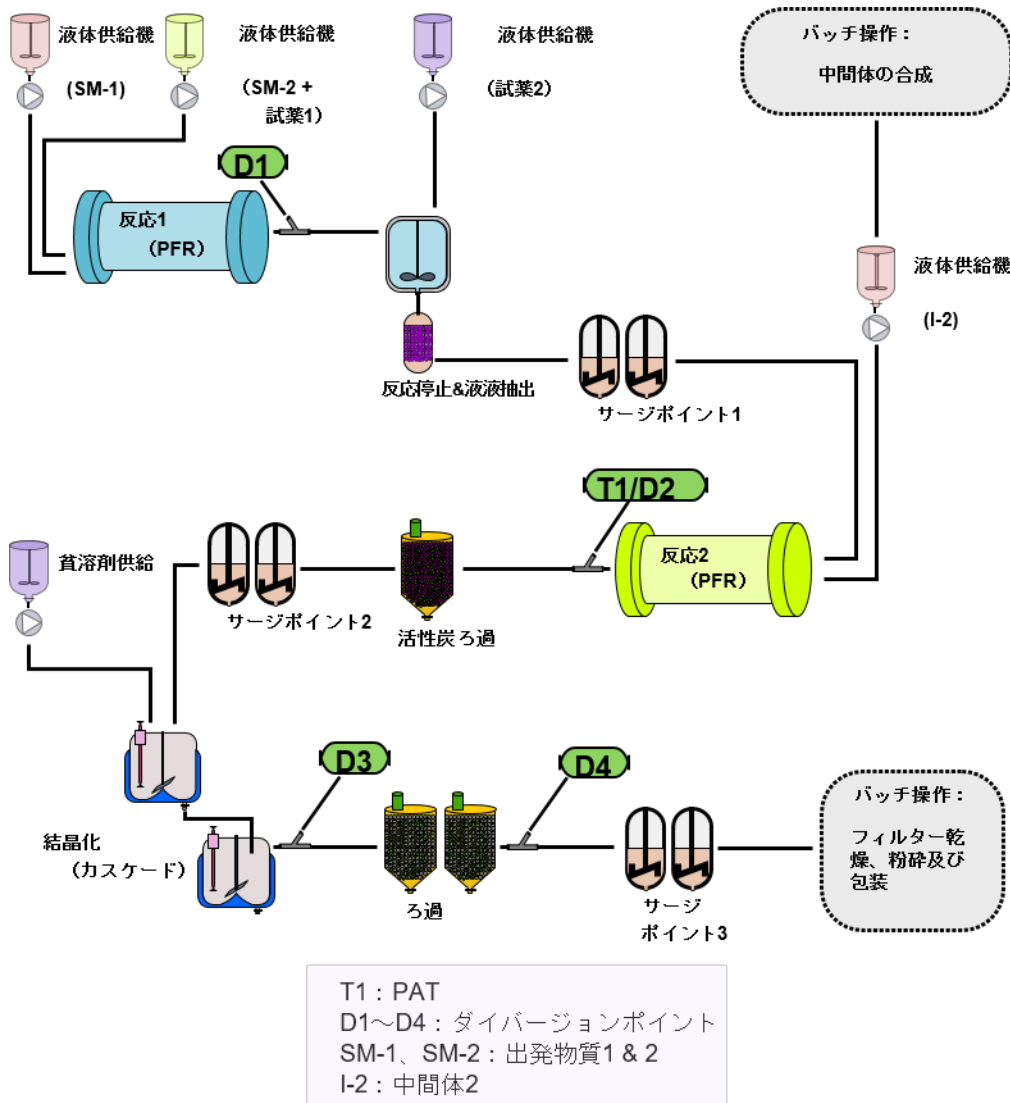 液体供給機
(SM-1)
液体供給機
（SM-2 +
試薬1）
液体供給機
（試薬2）
バッチ操作：
中間体の合成
D1
反応1
（PFR）
液体供給機
(I-2)
反応停止&液液抽出
サージポイント1
T1/D2
反応2
（PFR）
貧溶剤供給
サージポイント2
活性炭ろ過
D3
D4
結晶化
（カスケード）
ろ過
サージ
ポイント3
バッチ操作：
フィルター乾
燥、粉砕及び
包装
T1：PAT
D1～D4：ダイバージョンポイント
SM-1、SM-2：出発物質1 & 2
I-2：中間体2